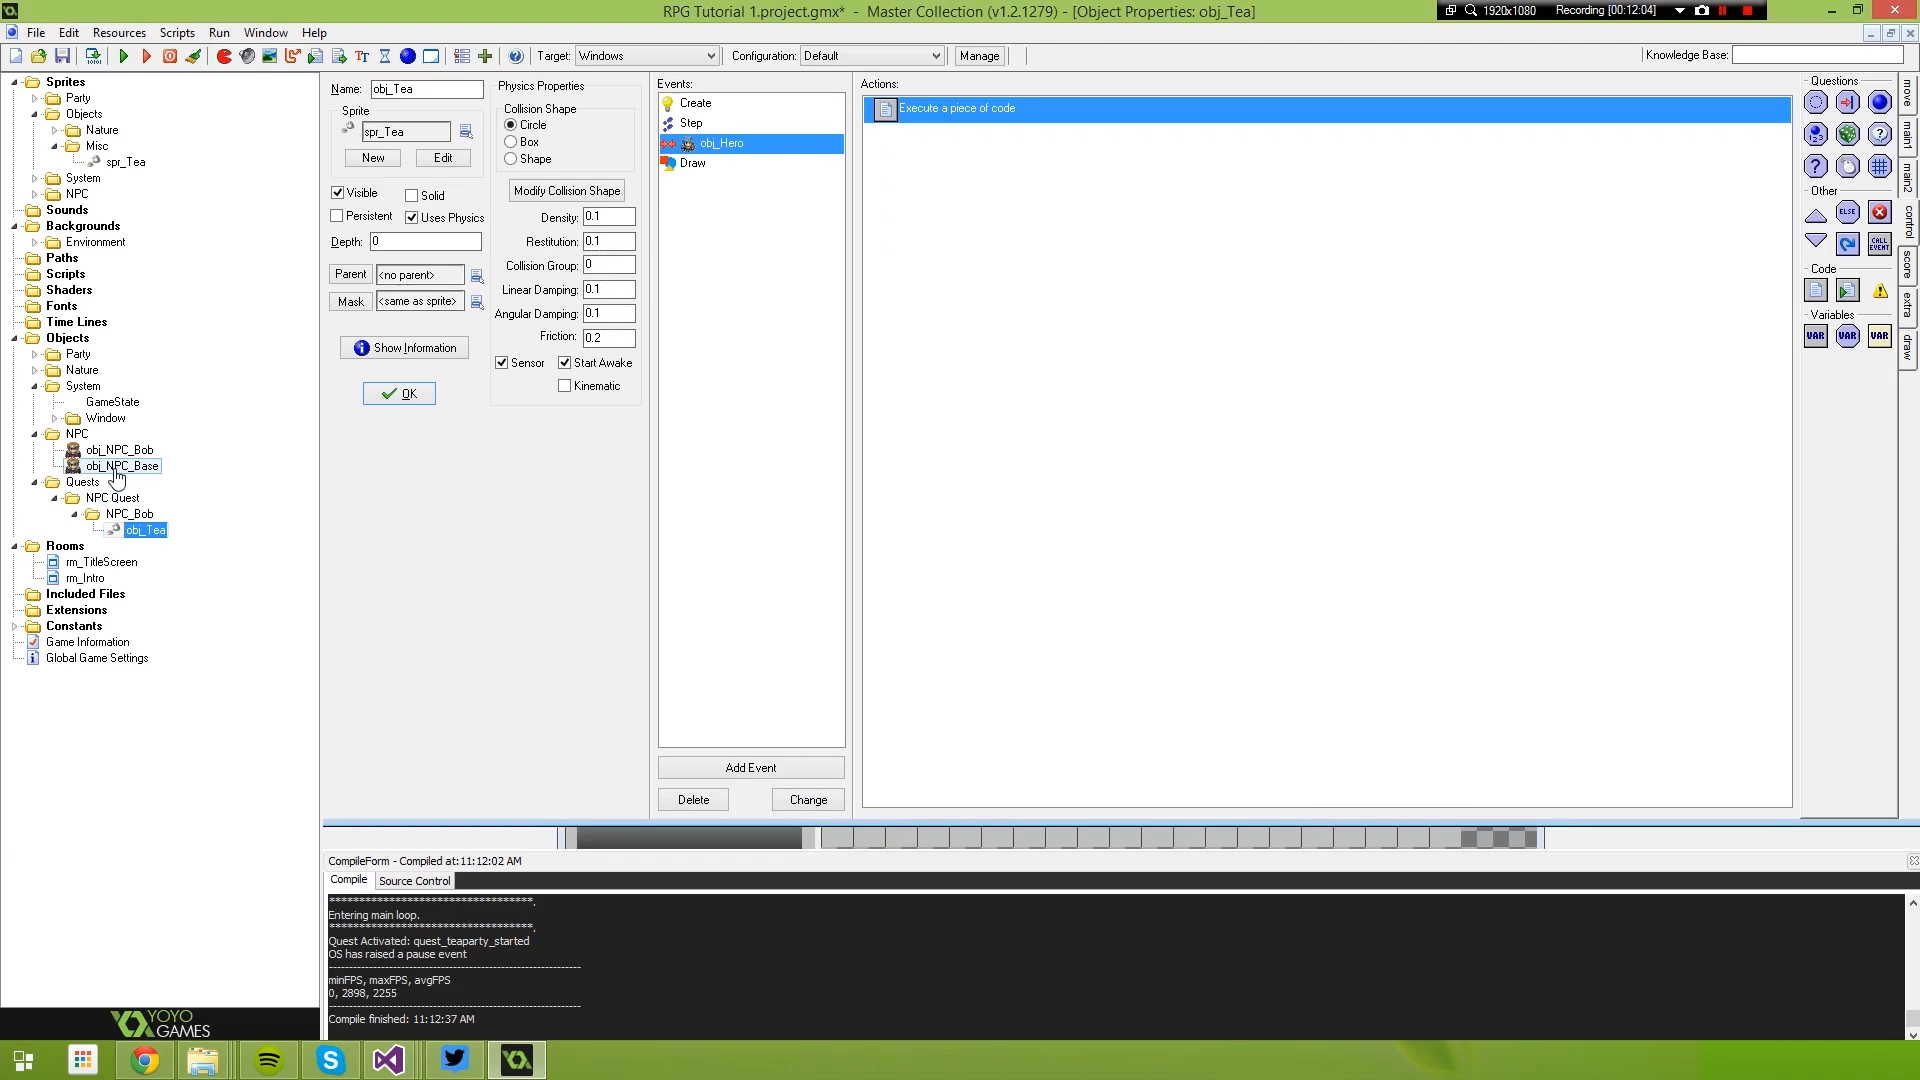 RPG Tutorial 1.project.gmx* - Master Collection (v1.2.1279) - [Object Properties: obj_Tea]
1920x1080 Recording [00:12:04]
File Edit Resources Scripts Run Window Help
Target: Windows Configuration: Default Manage Knowledge Base:
Sprites
Party
Objects
Nature
Misc
spr_Tea
System
NPC
Sounds
Backgrounds
Environment
Paths
Scripts
Shaders
Fonts
Time Lines
Objects
Party
Nature
System
GameState
Window
NPC
obj_NPC_Bob
obj_NPC_Base
Quests
NPC Quest
NPC_Bob
obj_Tea
Rooms
rm_TitleScreen
rm_Intro
Included Files
Extensions
Constants
Game Information
Global Game Settings
YOYO
GAMES
Name: obj_Tea
Sprite
spr_Tea
New Edit
Visible Solid
Persistent Uses Physics
Depth: 0
Parent <no parent>
Mask <same as sprite>
Show Information
OK
Physics Properties
Collision Shape
Circle
Box
Shape
Modify Collision Shape
Density: 0.1
Restitution: 0.1
Collision Group: 0
Linear Damping: 0.1
Angular Damping: 0.1
Friction: 0.2
Sensor Start Awake
Kinematic
Events:
Create
Step
obj_Hero
Draw
Add Event
Delete Change
Actions:
Execute a piece of code
Questions
Other
ELSE
CALL EVENT
Code
Variables
VAR VAR VAR
move
main1
main2
control
score
extra
draw
CompileForm - Compiled at:11:12:02 AM
Compile Source Control
***********************************.
Entering main loop.
***********************************.
Quest Activated: quest_teaparty_started
OS has raised a pause event
------------------------------------------------------------
minFPS, maxFPS, avgFPS
0, 2898, 2255
------------------------------------------------------------
Compile finished: 11:12:37 AM